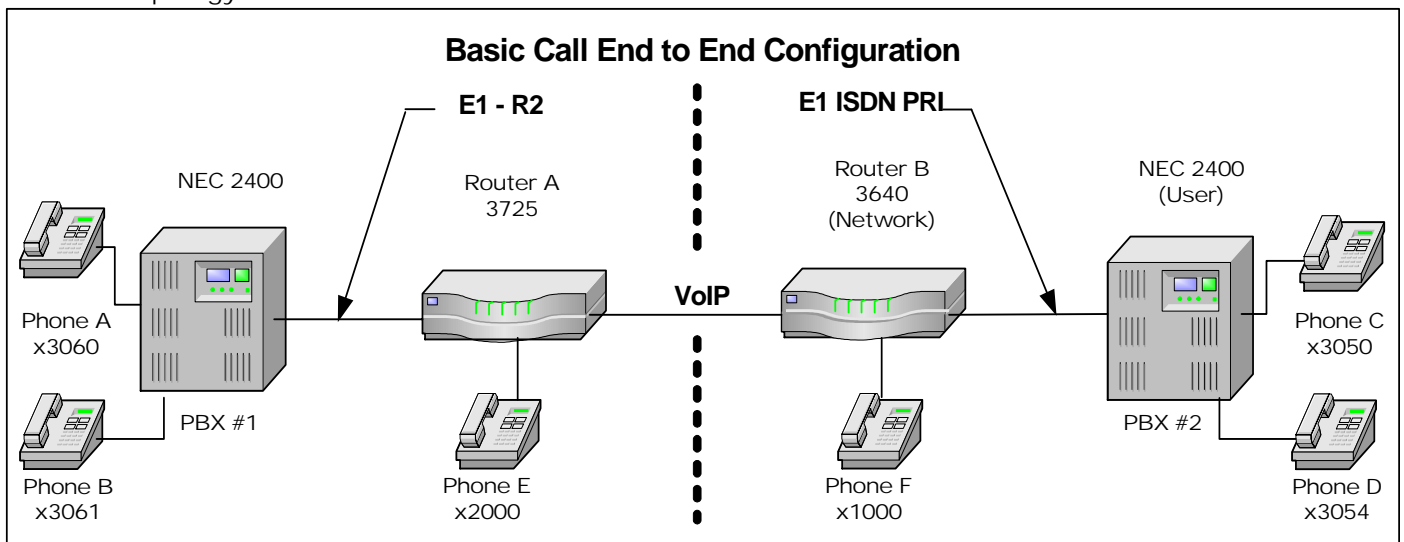 Basic Call End to End Configuration
E1 - R2
E1 ISDN PRI
NEC 2400
Router A
3725
Router B
3640
(Network)
NEC 2400
(User)
VoIP
Phone A
x3060
Phone C
x3050
PBX #1
PBX #2
Phone B
x3061
Phone E
x2000
Phone F
x1000
Phone D
x3054